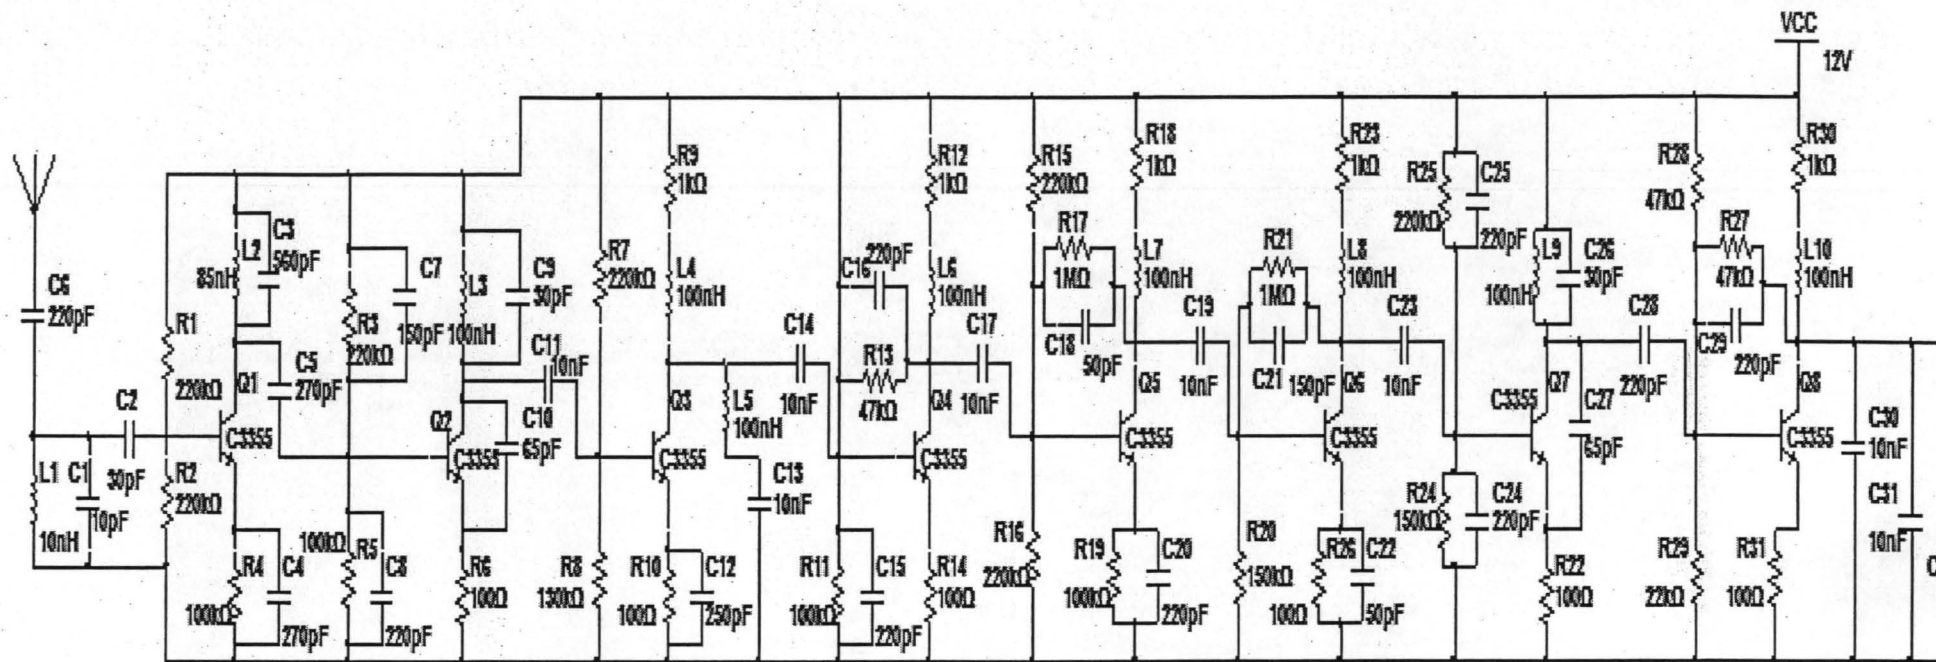 VCC
12V
C6
220pF
L1
10nH
C1
10pF
C2
30pF
R1
220kΩ
R2
220kΩ
L2
85nH
C3
560pF
Q1
C3355
C5
270pF
R4
100kΩ
C4
270pF
R3
220kΩ
C7
150pF
100kΩ
R5
C8
220pF
L3
100nH
C9
30pF
C11
10nF
Q2
C3355
C10
65pF
R6
100Ω
R7
220kΩ
R8
130kΩ
R9
1kΩ
L4
100nH
Q3
C3355
L5
100nH
R10
100Ω
C12
250pF
C13
10nF
C14
10nF
220pF
C16
R13
47kΩ
R11
100kΩ
C15
220pF
R12
1kΩ
L6
100nH
Q4
C3355
R14
100Ω
C17
10nF
R15
220kΩ
R17
1MΩ
C18
50pF
R16
220kΩ
R18
1kΩ
L7
100nH
Q5
C3355
R19
100kΩ
C20
220pF
C19
10nF
R21
1MΩ
C21
150pF
R20
150kΩ
R23
1kΩ
L8
100nH
Q6
C3355
R26
100Ω
C22
50pF
C23
10nF
R25
220kΩ
C25
220pF
R24
150kΩ
C24
220pF
L9
100nH
C26
30pF
Q7
C3355
C27
65pF
R22
100Ω
C28
220pF
R28
47kΩ
R27
47kΩ
C29
220pF
R29
22kΩ
R30
1kΩ
L10
100nH
Q8
C3355
R31
100Ω
C30
10nF
C31
10nF
C